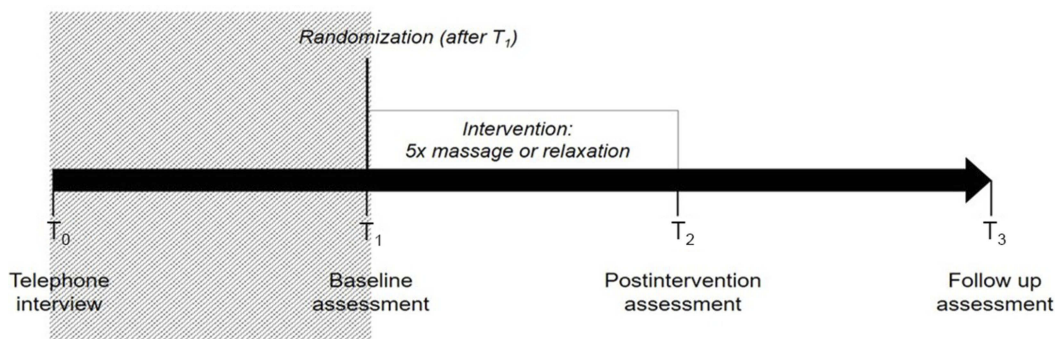 Randomization (after T₁)
Intervention:
5x massage or relaxation
T₀
T₁
T₂
T₃
Telephone
interview
Baseline
assessment
Postintervention
assessment
Follow up
assessment